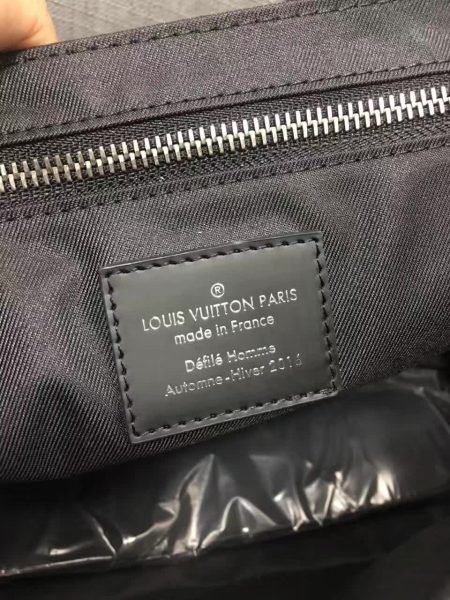 ®
LOUIS VUITTON PARIS
made in France
Défilé Homme
Automne-Hiver 2016